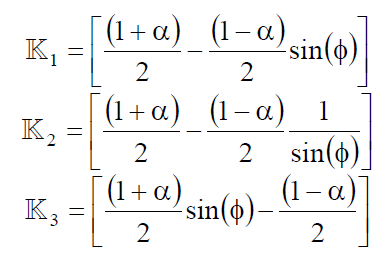 𝕂₁ = [(1+α)/2 − (1−α)/2 sin(ϕ)]
𝕂₂ = [(1+α)/2 − (1−α)/2 1/sin(ϕ)]
𝕂₃ = [(1+α)/2 sin(ϕ) − (1−α)/2]